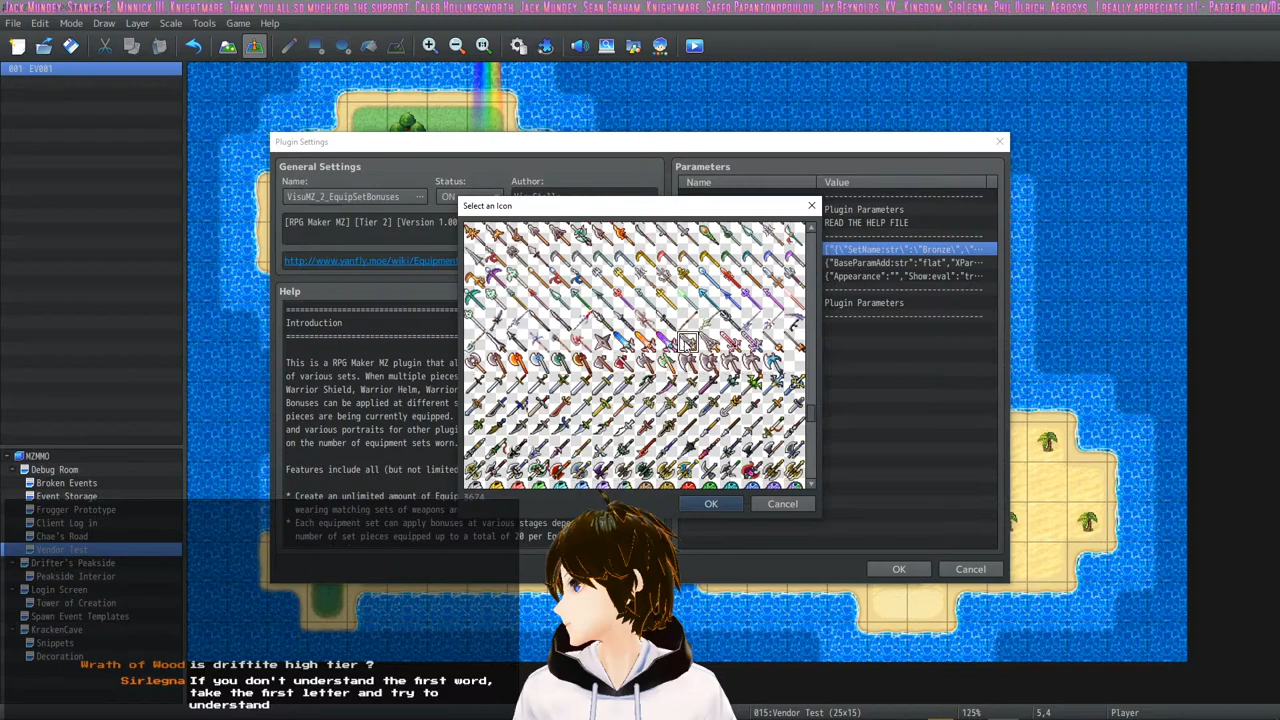 Jack Mundey, Stanley.E, Minnick.II, Knightmare. Thank you all so much for the support. Caleb Hollingsworth, Jack Mundey, Sean Graham, Knightmare, Saffo Papantopoulou, Jay Reynolds, KV_Kingdom, SirLegna, Phil Ulrich, Aerosys. I really appreciate it! - Patreon.com/
File Edit Mode Draw Layer Scale Tools Game Help
001 EV001
Plugin Settings
General Settings
Name: Status: Author:
VisuMZ_2_EquipSetBonuses ... ON
[RPG Maker MZ] [Tier 2] [Version 1.00
http://www.yanfly.moe/wiki/Equipment
Help
Introduction
This is a RPG Maker MZ plugin that
of various sets. When multiple pieces
Warrior Shield, Warrior Helm, Warrior
Bonuses can be applied at different
pieces are being currently equipped.
and various portraits for other plugin
on the number of equipment sets worn.
Features include all (but not limited
* Create an unlimited amount of Equip
wearing matching sets of weapons an
* Each equipment set can apply bonuses at various stages depe
number of set pieces equipped up to a total of 20 per Equ
Parameters
Name Value
Plugin Parameters
READ THE HELP FILE
["{\"SetName:str\":\"Bronze\",\"...
{"BaseParamAdd:str":"flat","XPar...
{"Appearance":"","Show:eval":"tr...
Plugin Parameters
OK Cancel
Select an Icon
3674
OK Cancel
MZMMO
Debug Room
Broken Events
Event Storage
Frogger Prototype
Client Log in
Chae's Road
Vendor Test
Drifter's Peakside
Peakside Interior
Login Screen
Tower of Creation
Spawn Event Templates
KrackenCave
Snippets
Decoration
Wrath of Wood is driftite high tier ?
Sirlegna If you don't understand the first word,
take the first letter and try to
understand
015:Vendor Test (25x15) 125% 5,4 Player